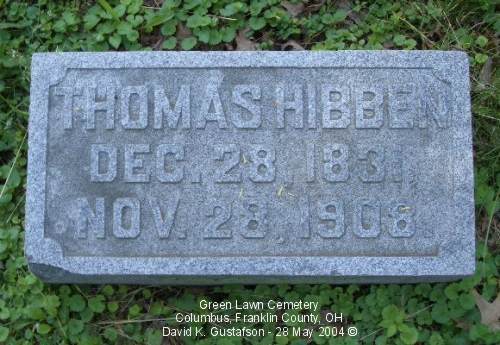 THOMAS HIBBEN
DEC. 28, 1831
NOV. 28, 1908
Green Lawn Cemetery
Columbus, Franklin County, OH
David K. Gustafson - 28 May 2004 ©